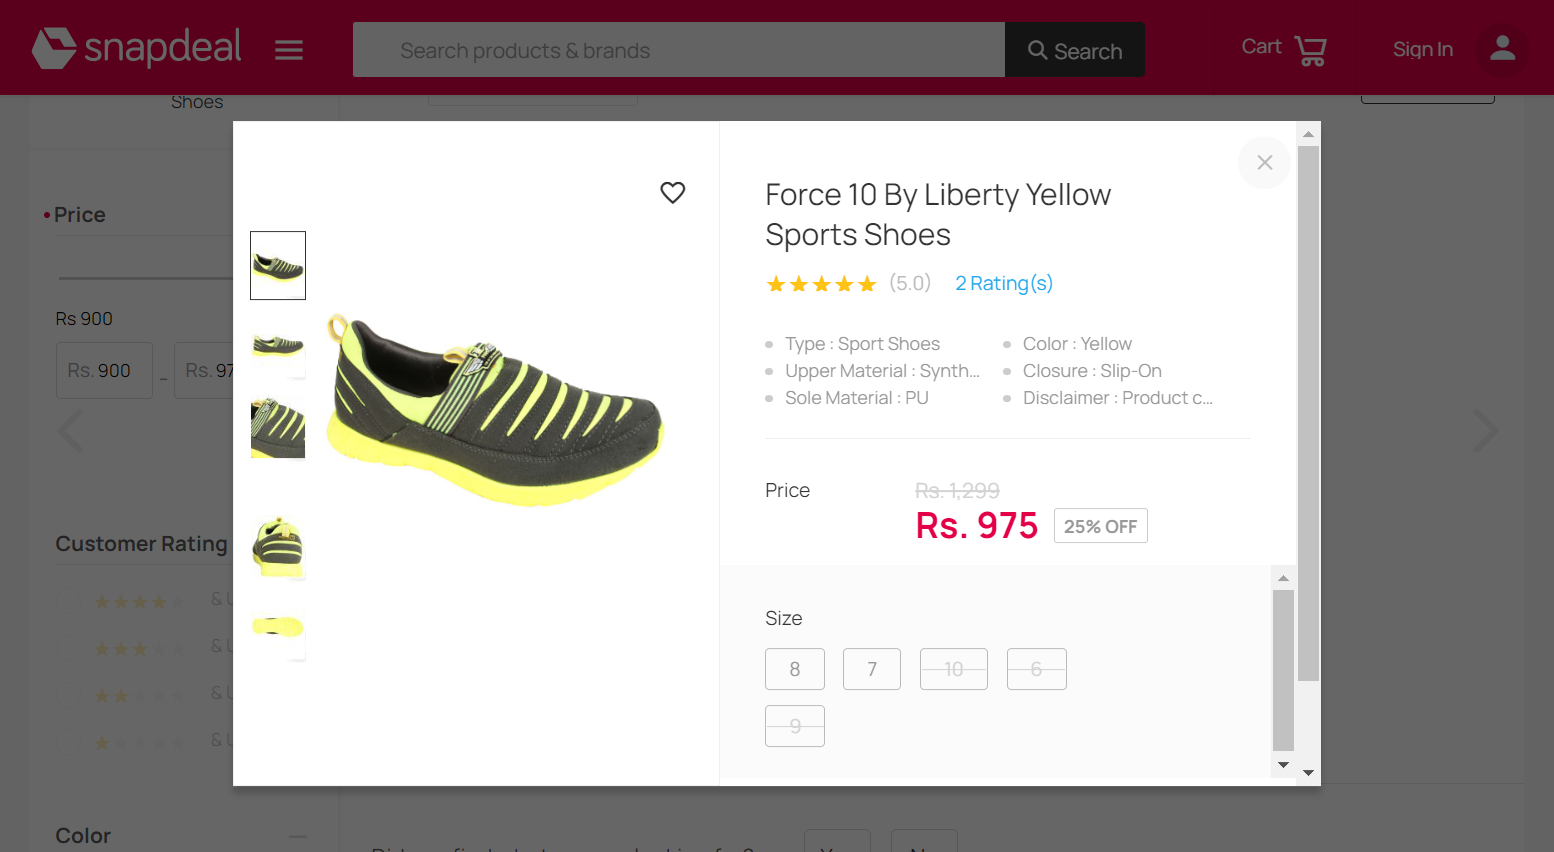 snapdeal
Search products & brands
Search
Cart
Sign In
Shoes
Price
Rs 900
Rs. 900
–
Rs. 97
Customer Rating
& U
& U
& U
& U
Color
Force 10 By Liberty Yellow
Sports Shoes
(5.0)
2 Rating(s)
Type : Sport Shoes
Color : Yellow
Upper Material : Synth...
Closure : Slip-On
Sole Material : PU
Disclaimer : Product c...
Price
Rs. 1,299
Rs. 975
25% OFF
Size
8
7
10
6
9